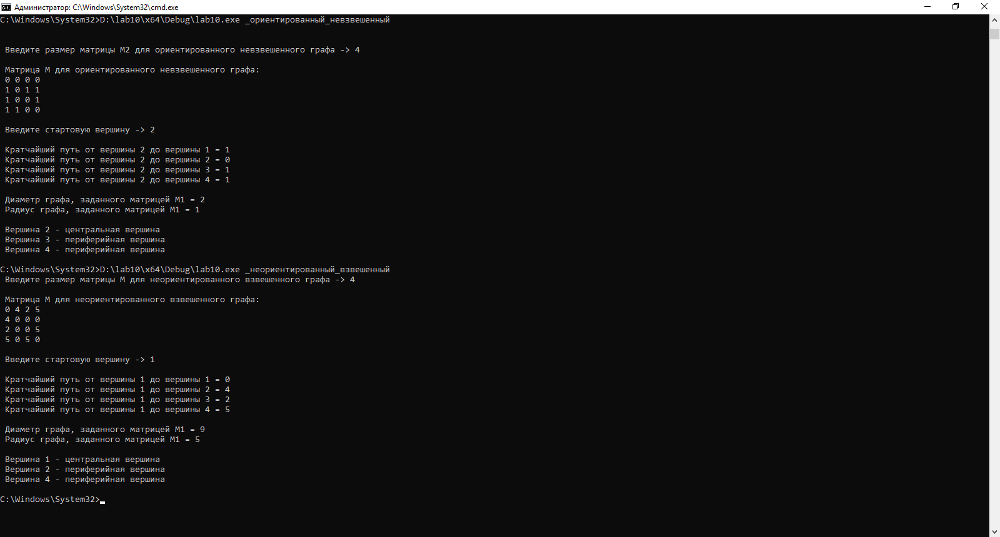 Администратор: C:\Windows\System32\cmd.exe
C:\Windows\System32>D:\lab10\x64\Debug\lab10.exe _ориентированный_невзвешенный
Введите размер матрицы M2 для ориентированного невзвешенного графа -> 4
Матрица M для ориентированного невзвешенного графа:
0 0 0 0
1 0 1 1
1 0 0 1
1 1 0 0
Введите стартовую вершину -> 2
Кратчайший путь от вершины 2 до вершины 1 = 1
Кратчайший путь от вершины 2 до вершины 2 = 0
Кратчайший путь от вершины 2 до вершины 3 = 1
Кратчайший путь от вершины 2 до вершины 4 = 1
Диаметр графа, заданного матрицей M1 = 2
Радиус графа, заданного матрицей M1 = 1
Вершина 2 - центральная вершина
Вершина 3 - периферийная вершина
Вершина 4 - периферийная вершина
C:\Windows\System32>D:\lab10\x64\Debug\lab10.exe _неориентированный_взвешенный
Введите размер матрицы M для неориентированного взвешенного графа -> 4
Матрица M для неориентированного взвешенного графа:
0 4 2 5
4 0 0 0
2 0 0 5
5 0 5 0
Введите стартовую вершину -> 1
Кратчайший путь от вершины 1 до вершины 1 = 0
Кратчайший путь от вершины 1 до вершины 2 = 4
Кратчайший путь от вершины 1 до вершины 3 = 2
Кратчайший путь от вершины 1 до вершины 4 = 5
Диаметр графа, заданного матрицей M1 = 9
Радиус графа, заданного матрицей M1 = 5
Вершина 1 - центральная вершина
Вершина 2 - периферийная вершина
Вершина 4 - периферийная вершина
C:\Windows\System32>